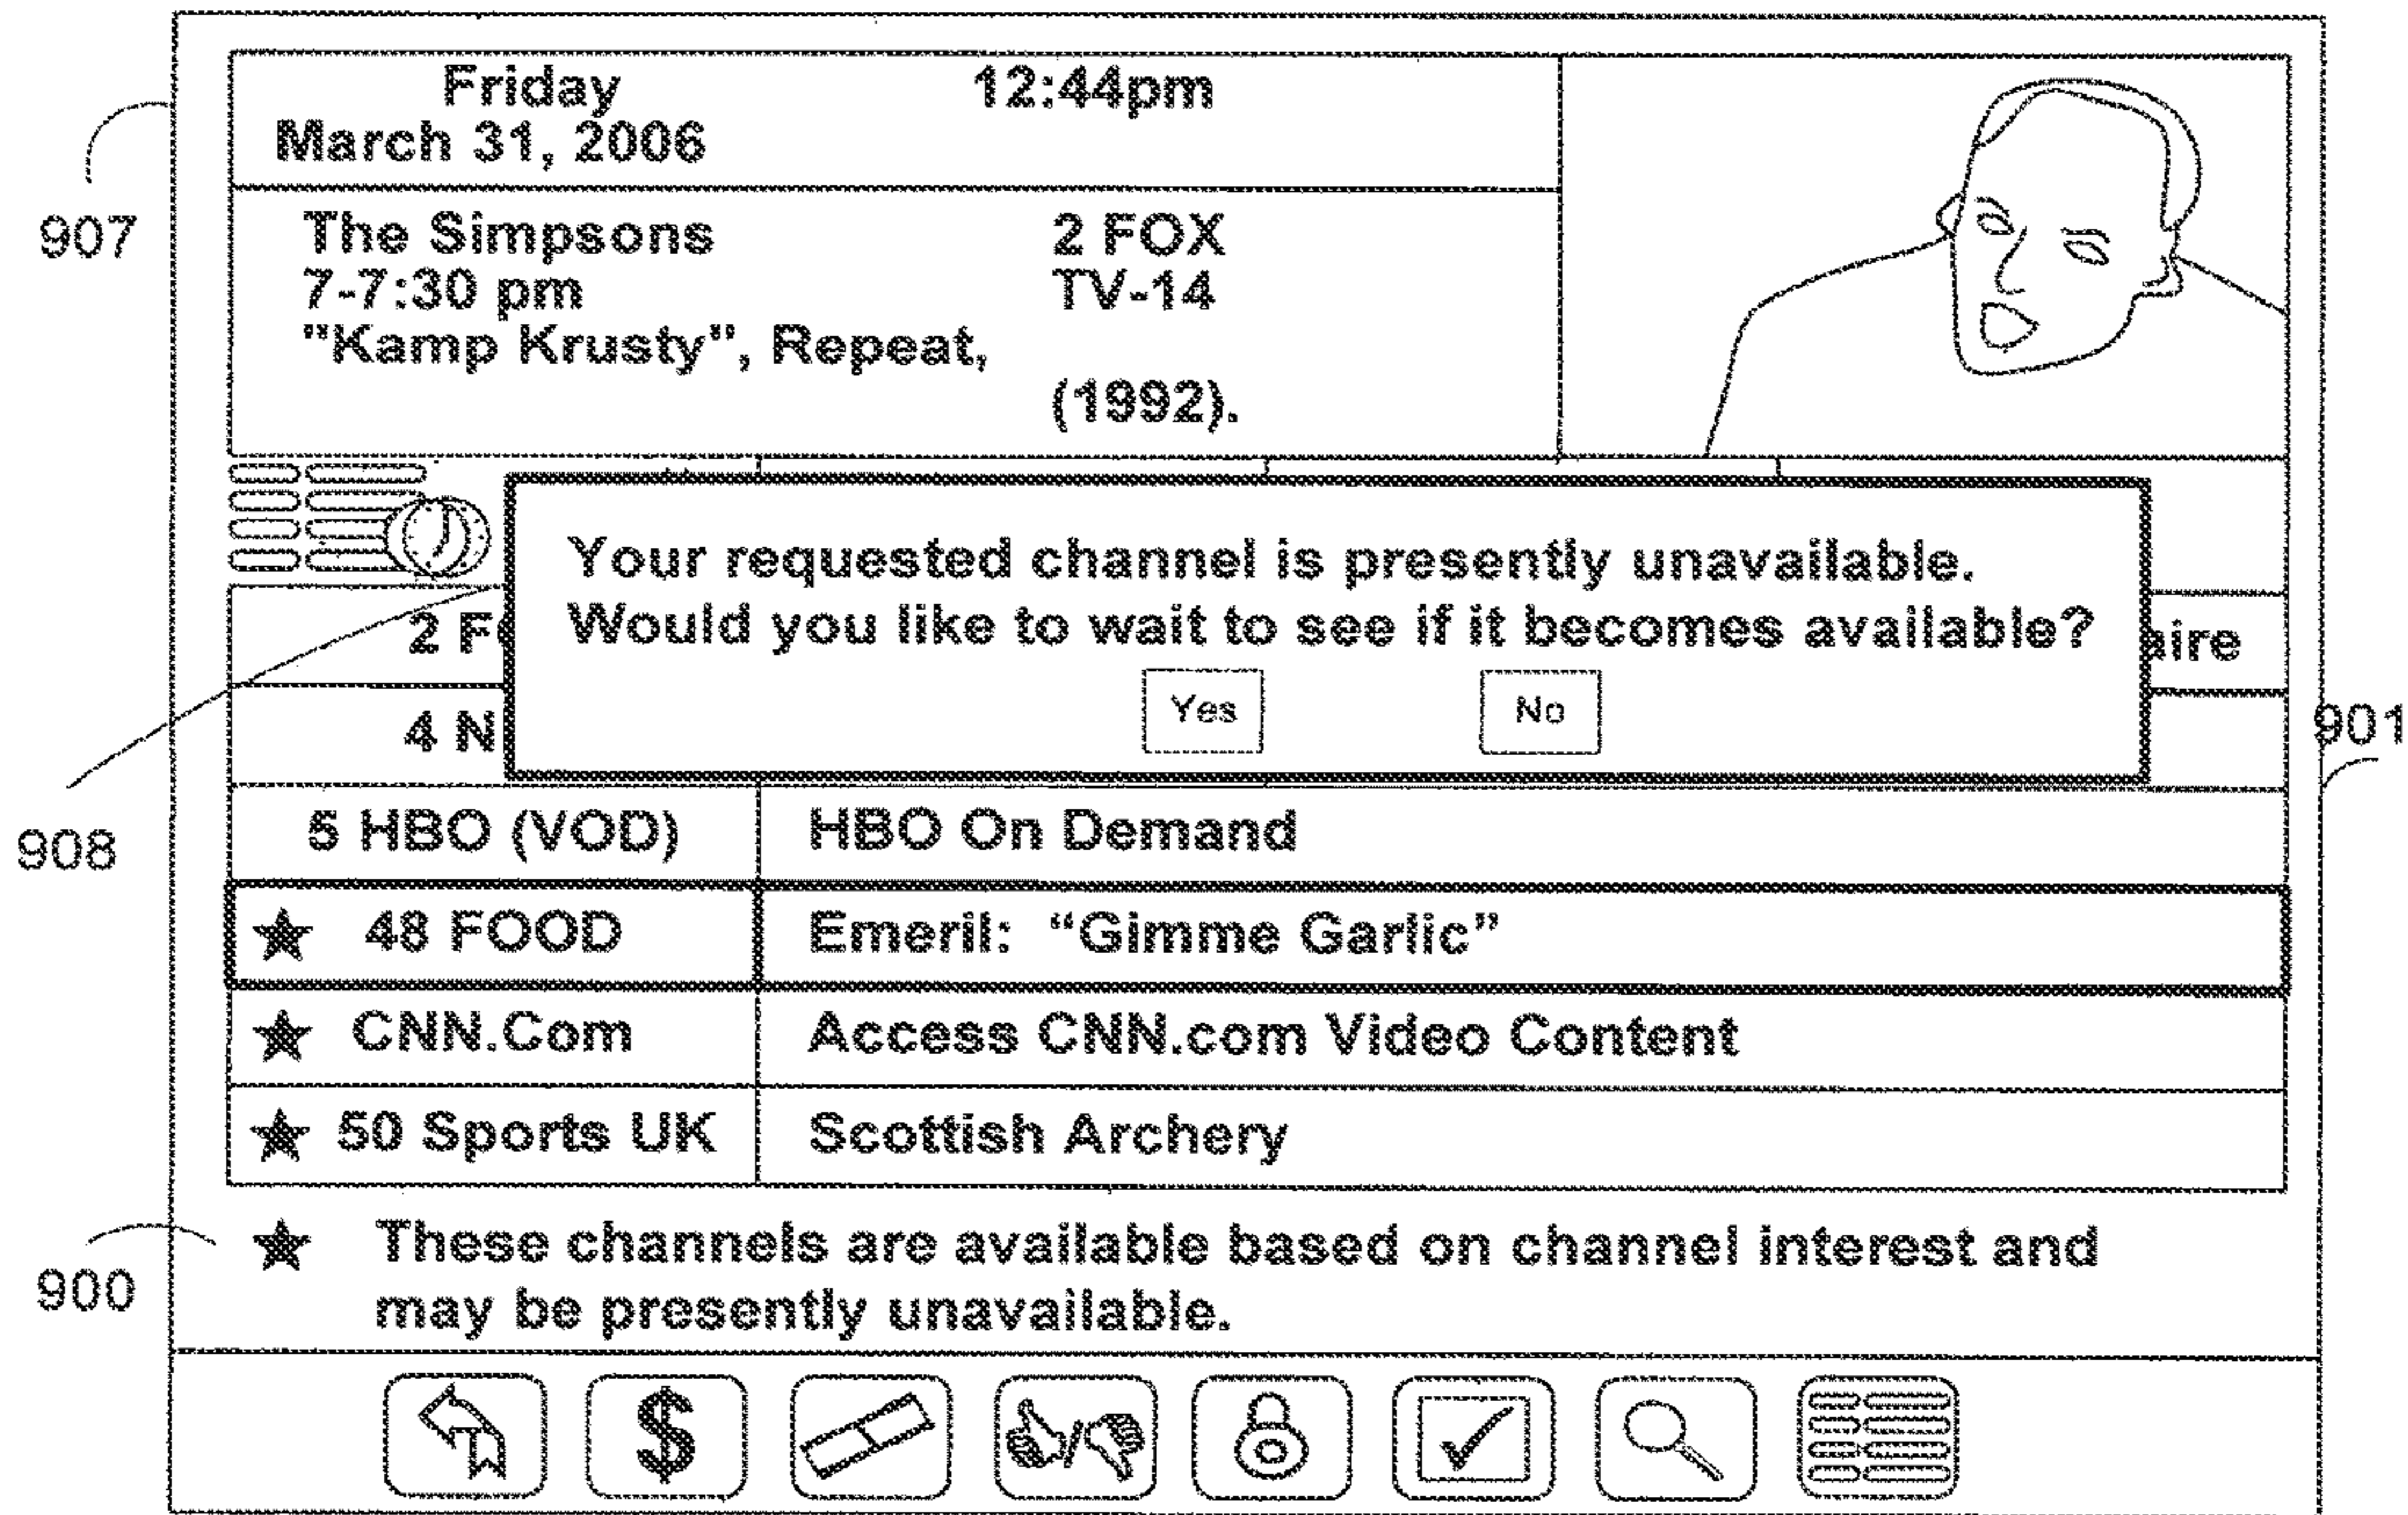 Friday 12:44pm
March 31, 2006
907
The Simpsons 2 FOX
7-7:30 pm TV-14
"Kamp Krusty", Repeat,
(1992).
Your requested channel is presently unavailable.
Would you like to wait to see if it becomes available?
2 F
Yes No
4 N
901
908
5 HBO (VOD) HBO On Demand
★ 48 FOOD Emeril: “Gimme Garlic”
★ CNN.Com Access CNN.com Video Content
★ 50 Sports UK Scottish Archery
900
★ These channels are available based on channel interest and
may be presently unavailable.
$